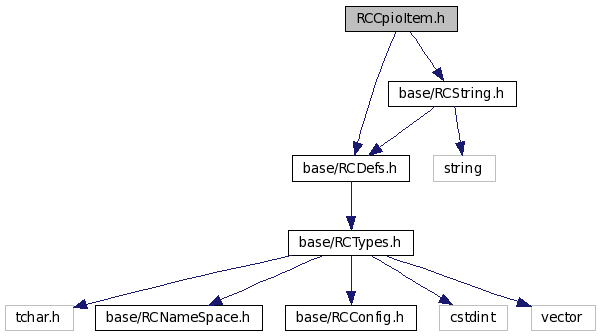 RCCpioItem.h
base/RCString.h
base/RCDefs.h
string
base/RCTypes.h
tchar.h
base/RCNameSpace.h
base/RCConfig.h
cstdint
vector